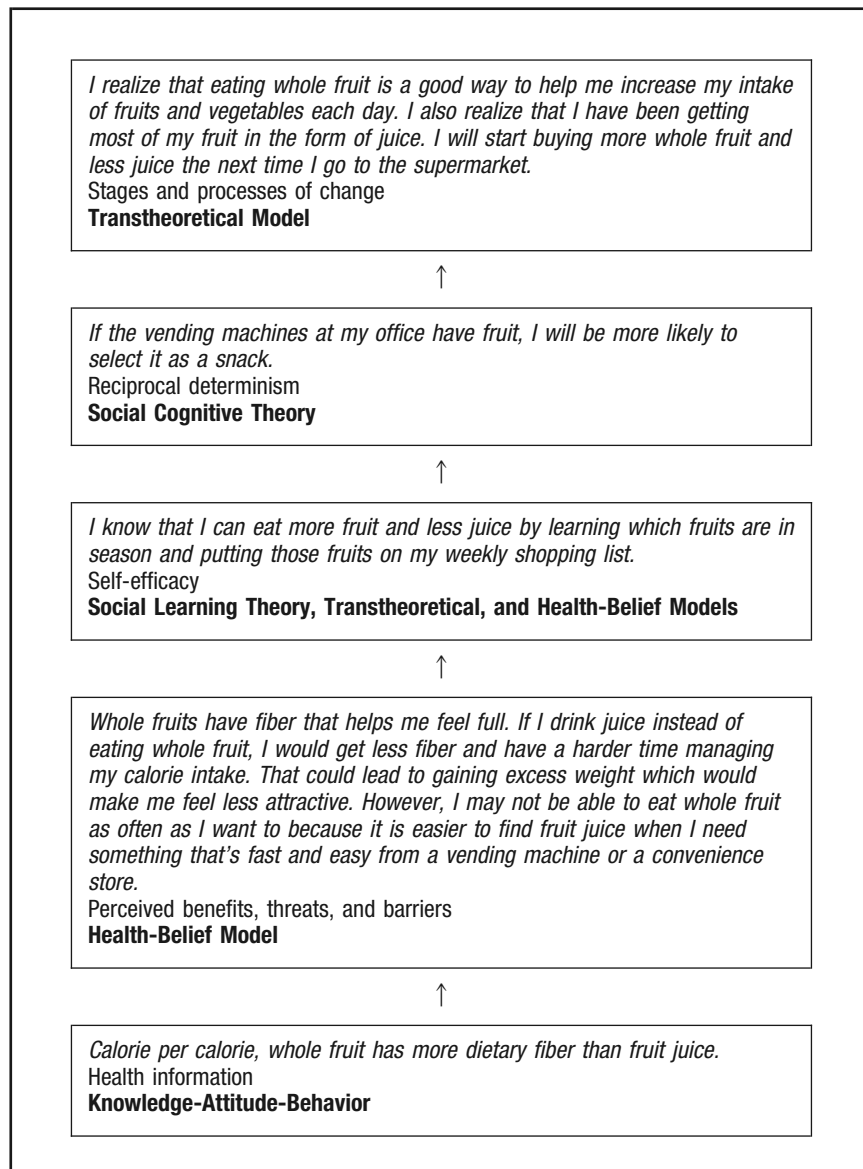 I realize that eating whole fruit is a good way to help me increase my intake
of fruits and vegetables each day. I also realize that I have been getting
most of my fruit in the form of juice. I will start buying more whole fruit and
less juice the next time I go to the supermarket.
Stages and processes of change
Transtheoretical Model
↑
If the vending machines at my office have fruit, I will be more likely to
select it as a snack.
Reciprocal determinism
Social Cognitive Theory
↑
I know that I can eat more fruit and less juice by learning which fruits are in
season and putting those fruits on my weekly shopping list.
Self-efficacy
Social Learning Theory, Transtheoretical, and Health-Belief Models
↑
Whole fruits have fiber that helps me feel full. If I drink juice instead of
eating whole fruit, I would get less fiber and have a harder time managing
my calorie intake. That could lead to gaining excess weight which would
make me feel less attractive. However, I may not be able to eat whole fruit
as often as I want to because it is easier to find fruit juice when I need
something that's fast and easy from a vending machine or a convenience
store.
Perceived benefits, threats, and barriers
Health-Belief Model
↑
Calorie per calorie, whole fruit has more dietary fiber than fruit juice.
Health information
Knowledge-Attitude-Behavior